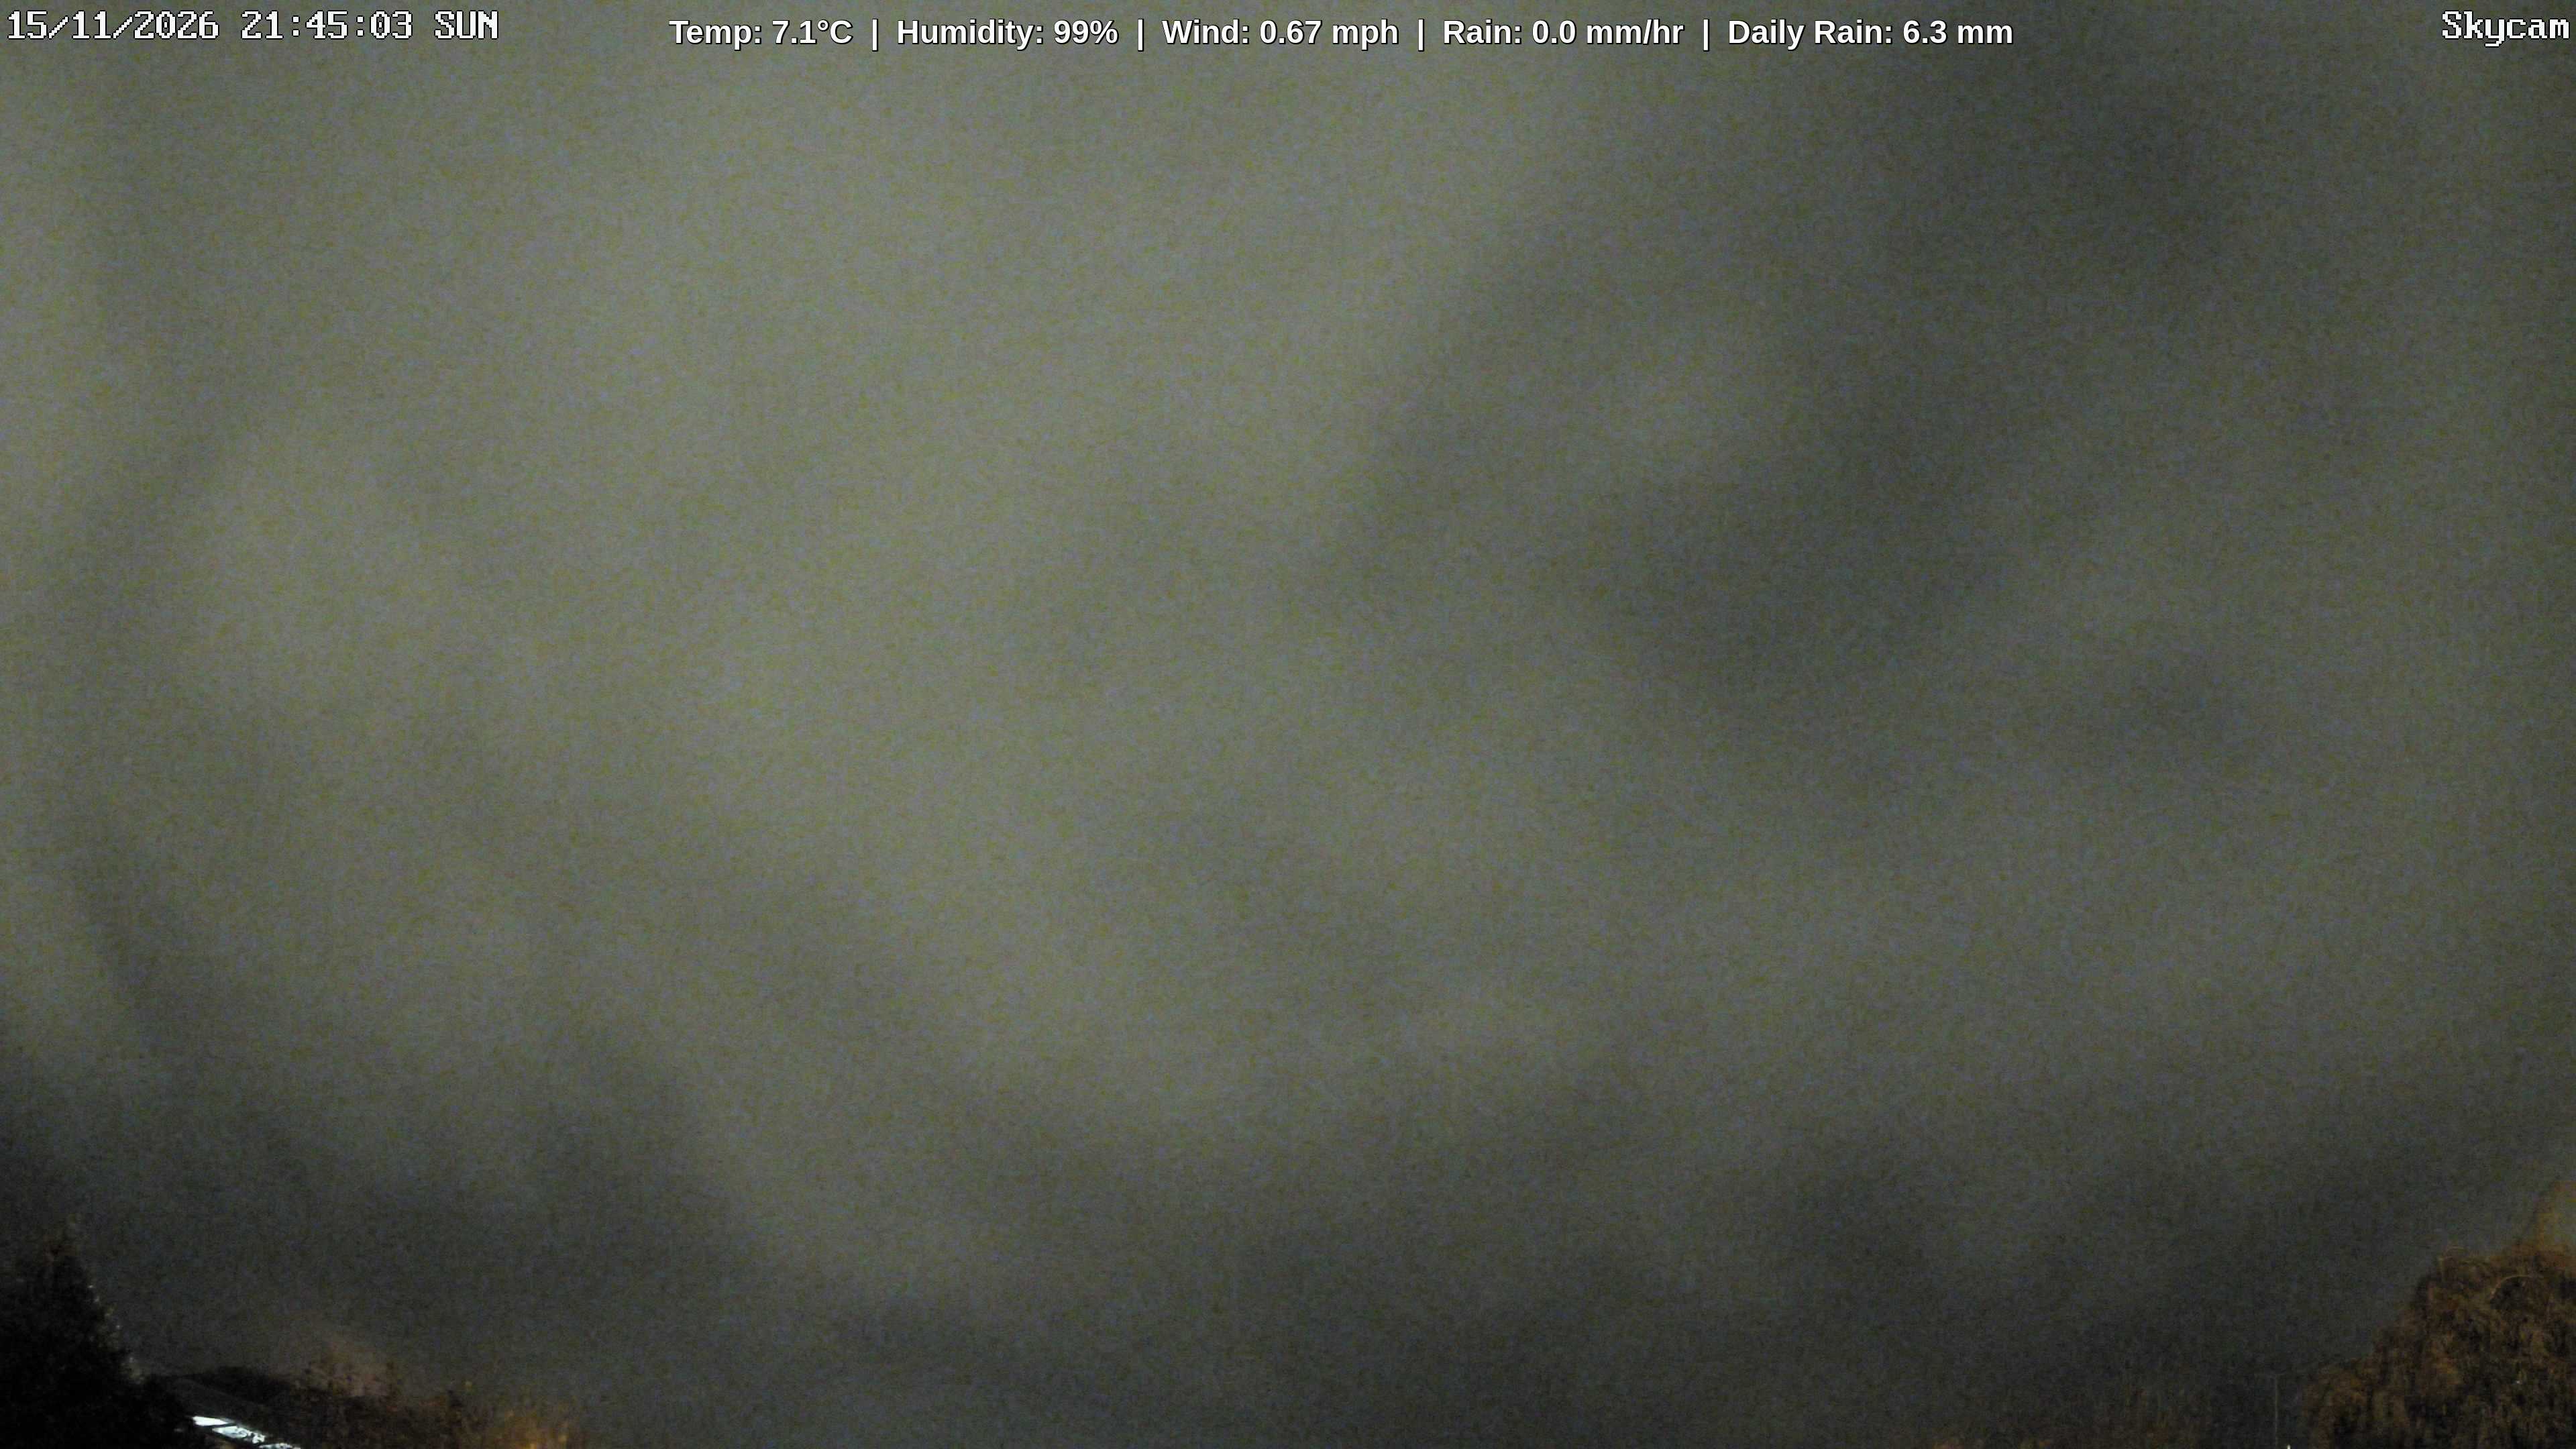 15/11/2026 21:45:03 SUN
Temp: 7.1°C | Humidity: 99% | Wind: 0.67 mph | Rain: 0.0 mm/hr | Daily Rain: 6.3 mm
Skycam